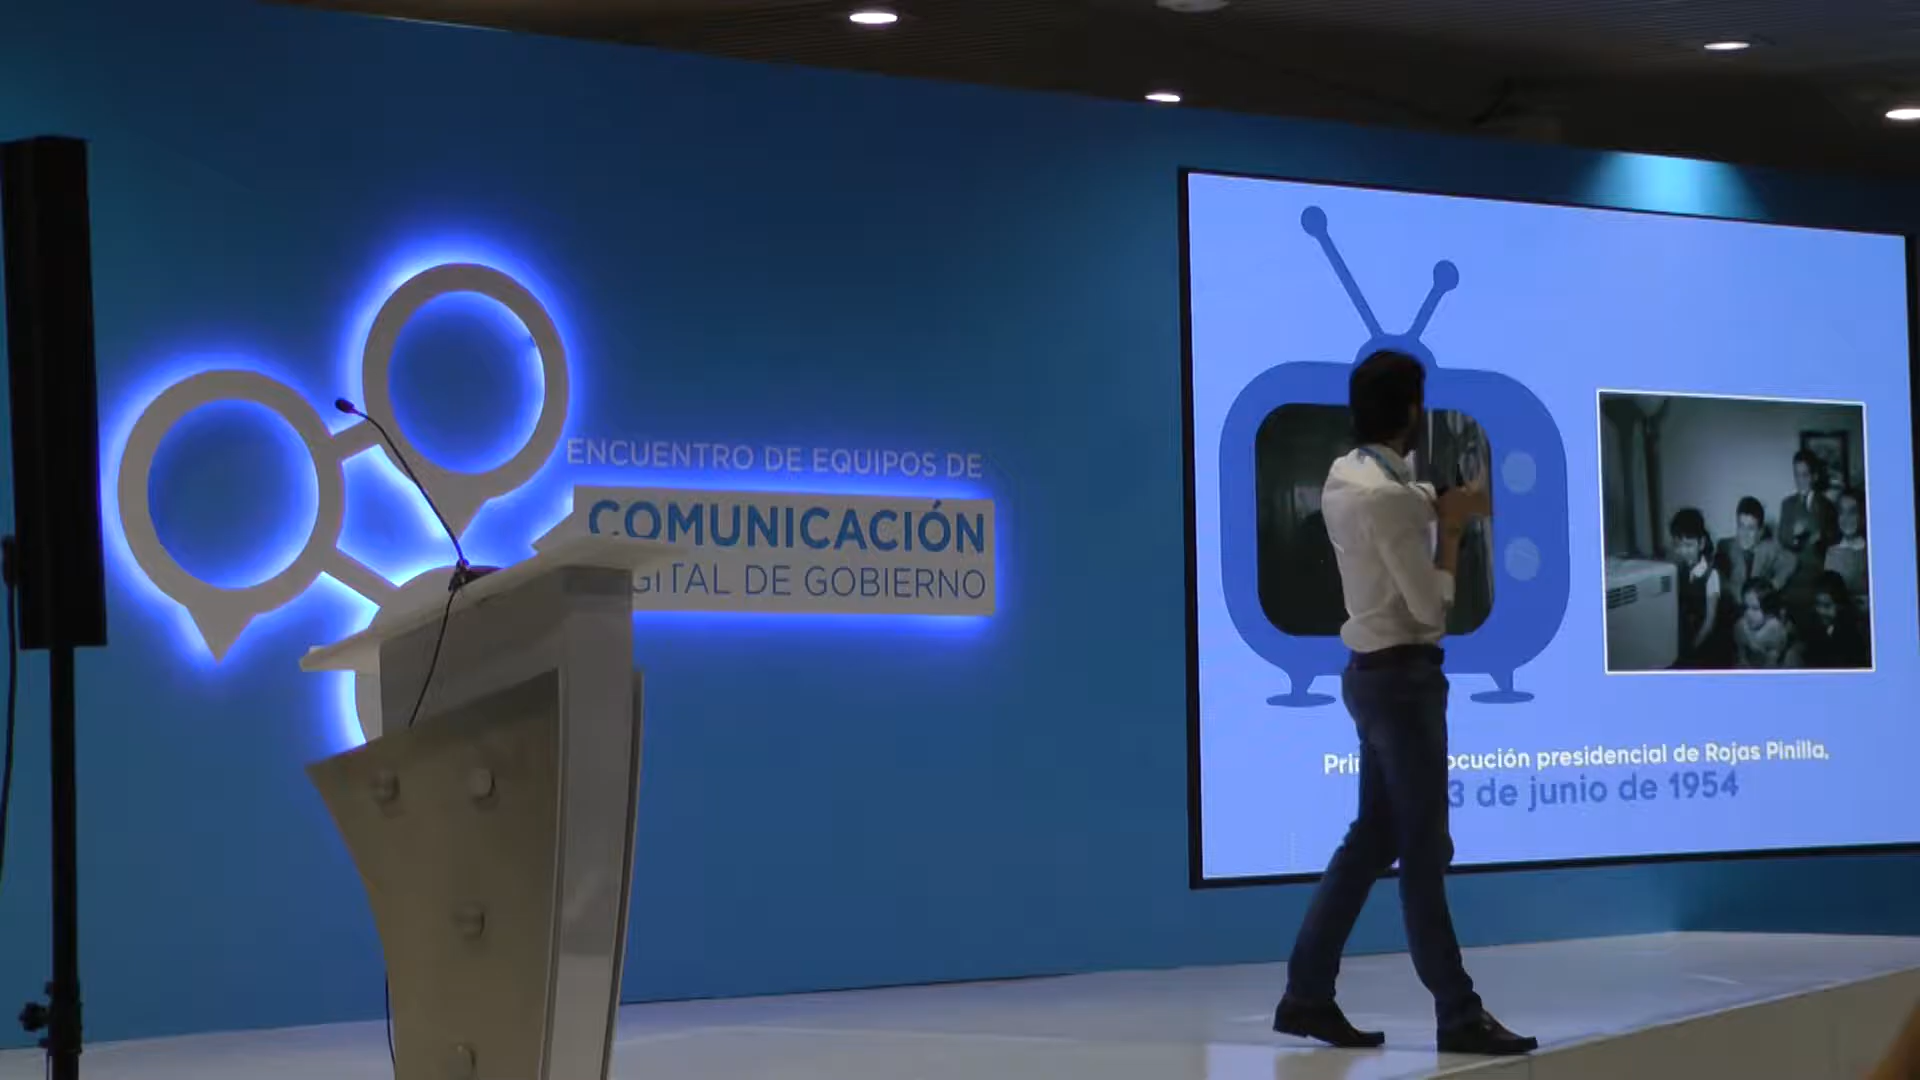 ENCUENTRO DE EQUIPOS DE
COMUNICACIÓN
GITAL DE GOBIERNO
Pri ocución presidencial de Rojas Pinilla,
3 de junio de 1954